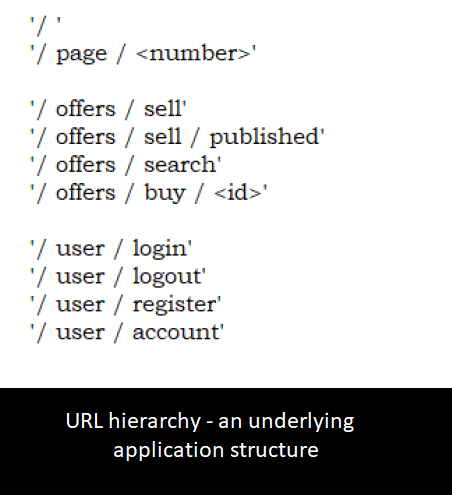 '/ '
'/ page / <number>'
'/ offers / sell'
'/ offers / sell / published'
'/ offers / search'
'/ offers / buy / <id>'
'/ user / login'
'/ user / logout'
'/ user / register'
'/ user / account'
URL hierarchy - an underlying
application structure